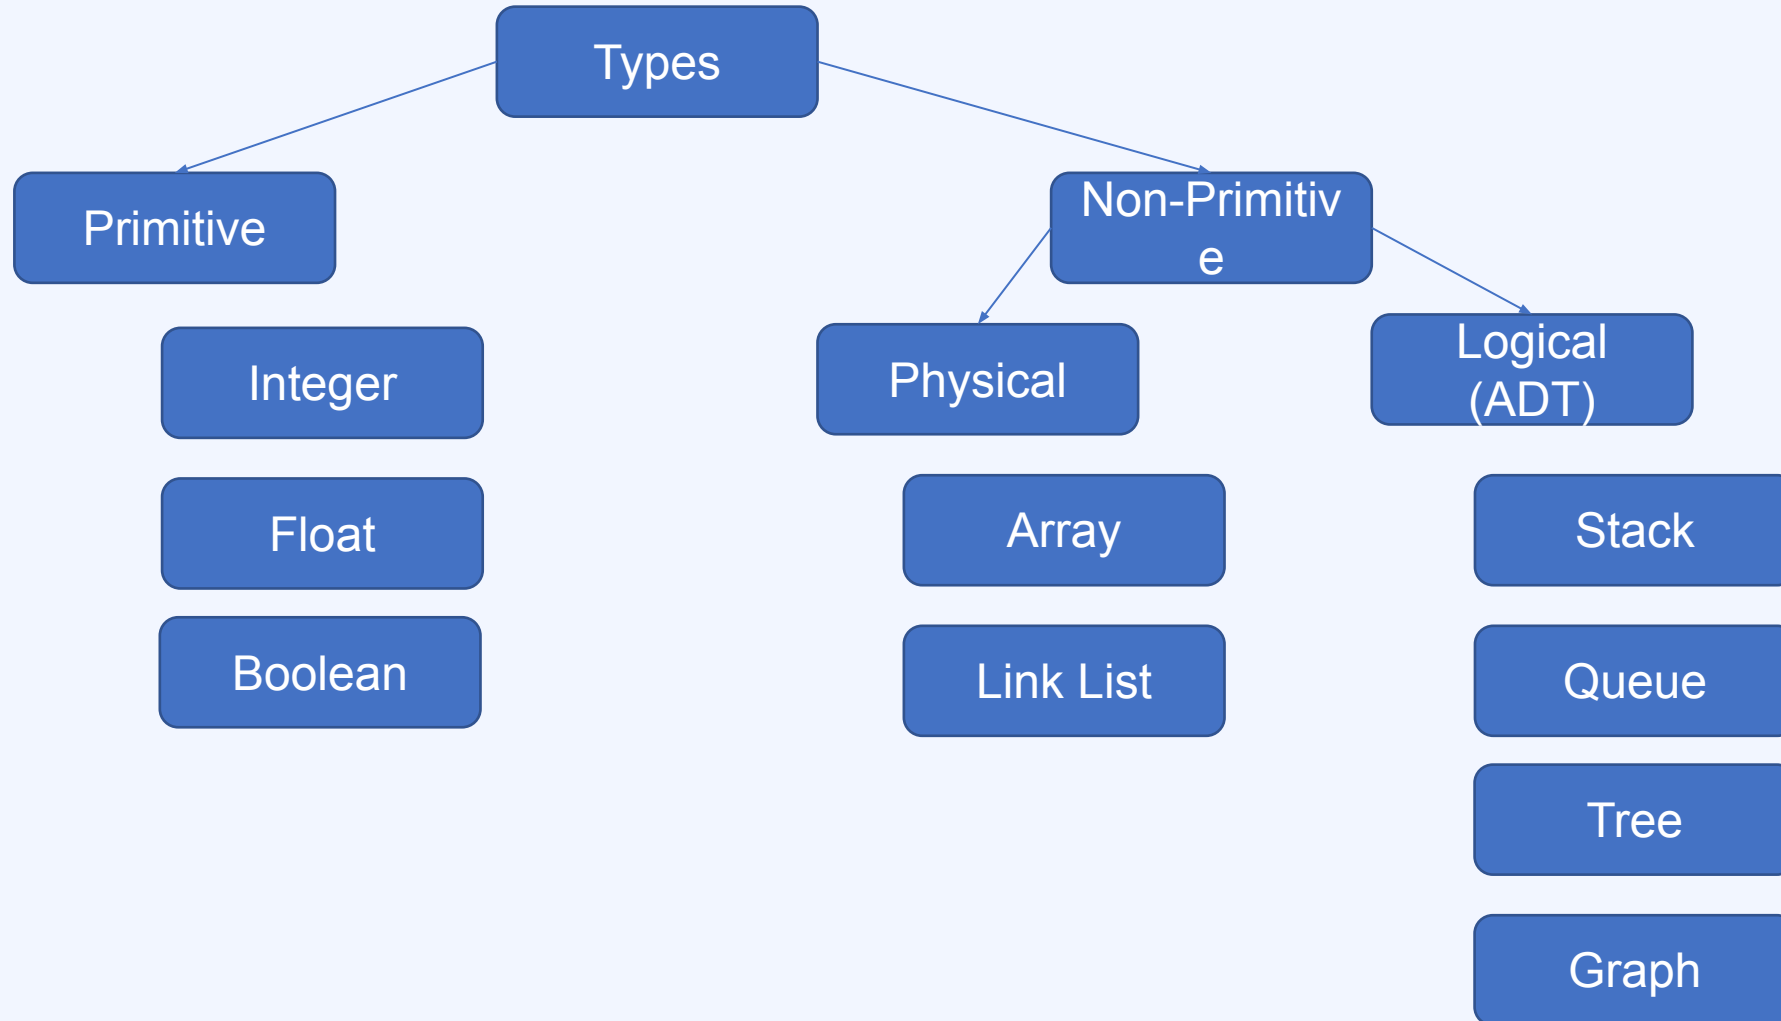 Types
Primitive
Non-Primitiv
e
Integer
Float
Boolean
Physical
Array
Link List
Logical
(ADT)
Stack
Queue
Tree
Graph